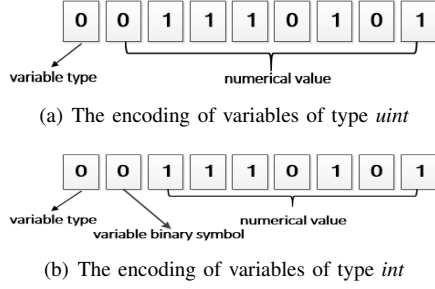 0 0 1 1 1 0 1 0 1
variable type
numerical value
(a) The encoding of variables of type uint
0 0 1 1 1 0 1 0 1
variable type
numerical value
variable binary symbol
(b) The encoding of variables of type int